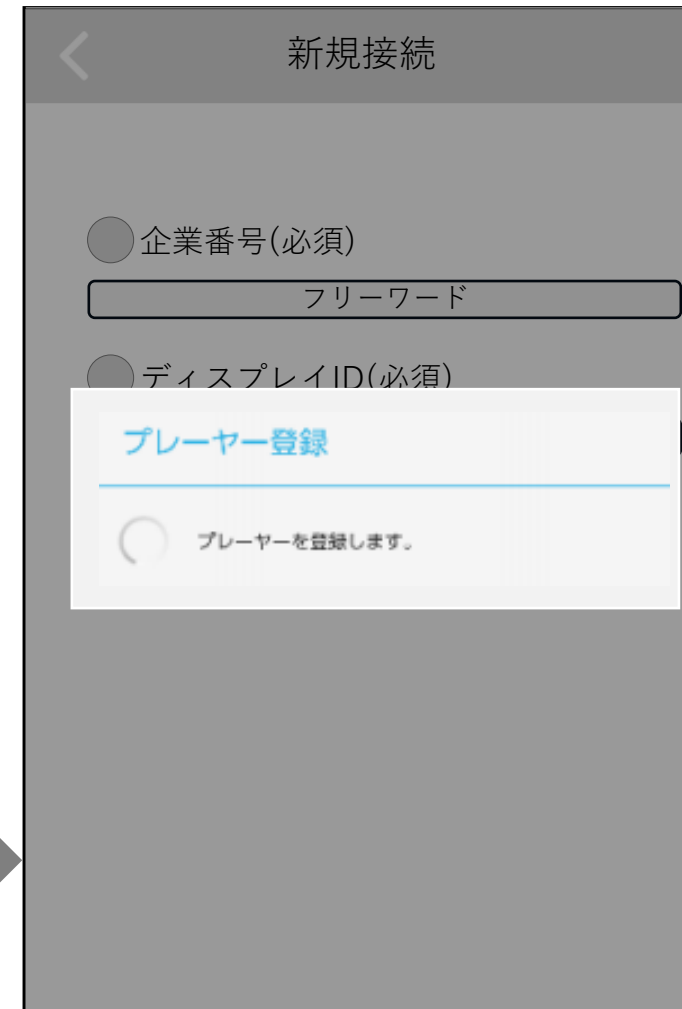 新規接続
企業番号(必須)
フリーワード
ディスプレイID(必須)
プレーヤー登録
プレーヤーを登録します。